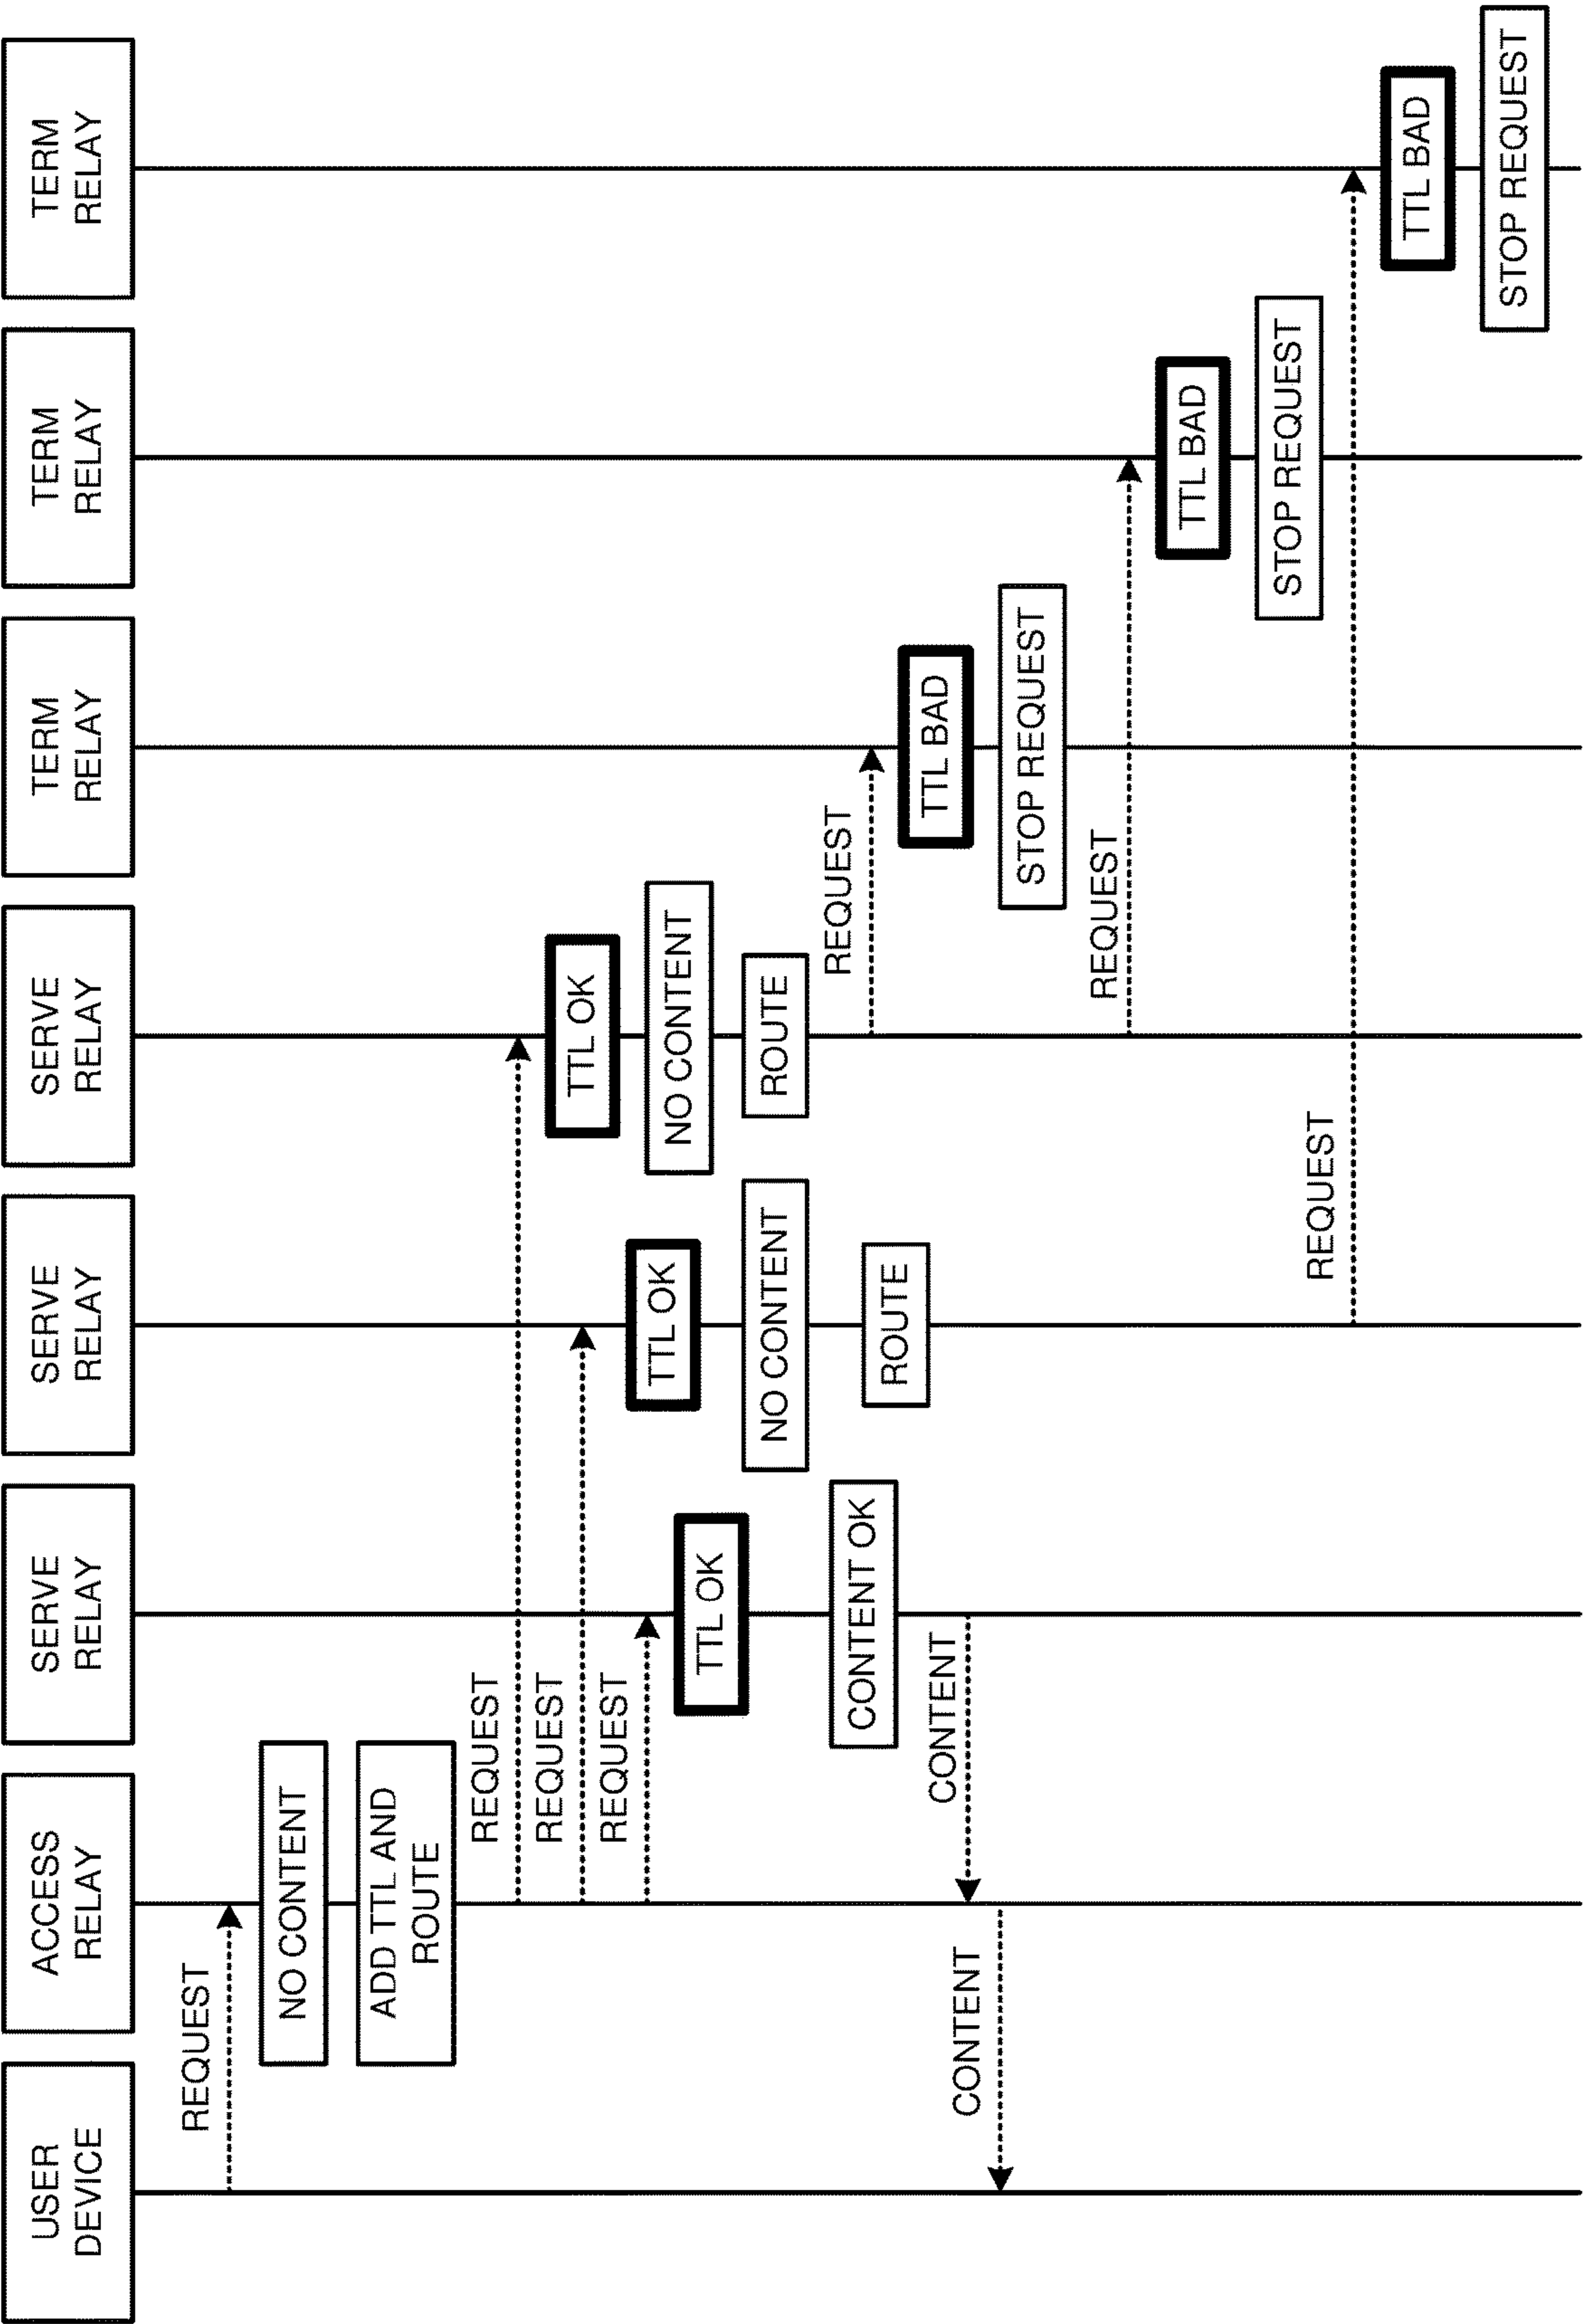 USER
DEVICE
ACCESS
RELAY
SERVE
RELAY
SERVE
RELAY
SERVE
RELAY
TERM
RELAY
TERM
RELAY
TERM
RELAY
REQUEST
NO CONTENT
ADD TTL AND
ROUTE
REQUEST
REQUEST
REQUEST
TTL OK
TTL OK
TTL OK
NO CONTENT
NO CONTENT
ROUTE
CONTENT OK
REQUEST
ROUTE
TTL BAD
CONTENT
CONTENT
STOP REQUEST
REQUEST
TTL BAD
STOP REQUEST
REQUEST
TTL BAD
STOP REQUEST